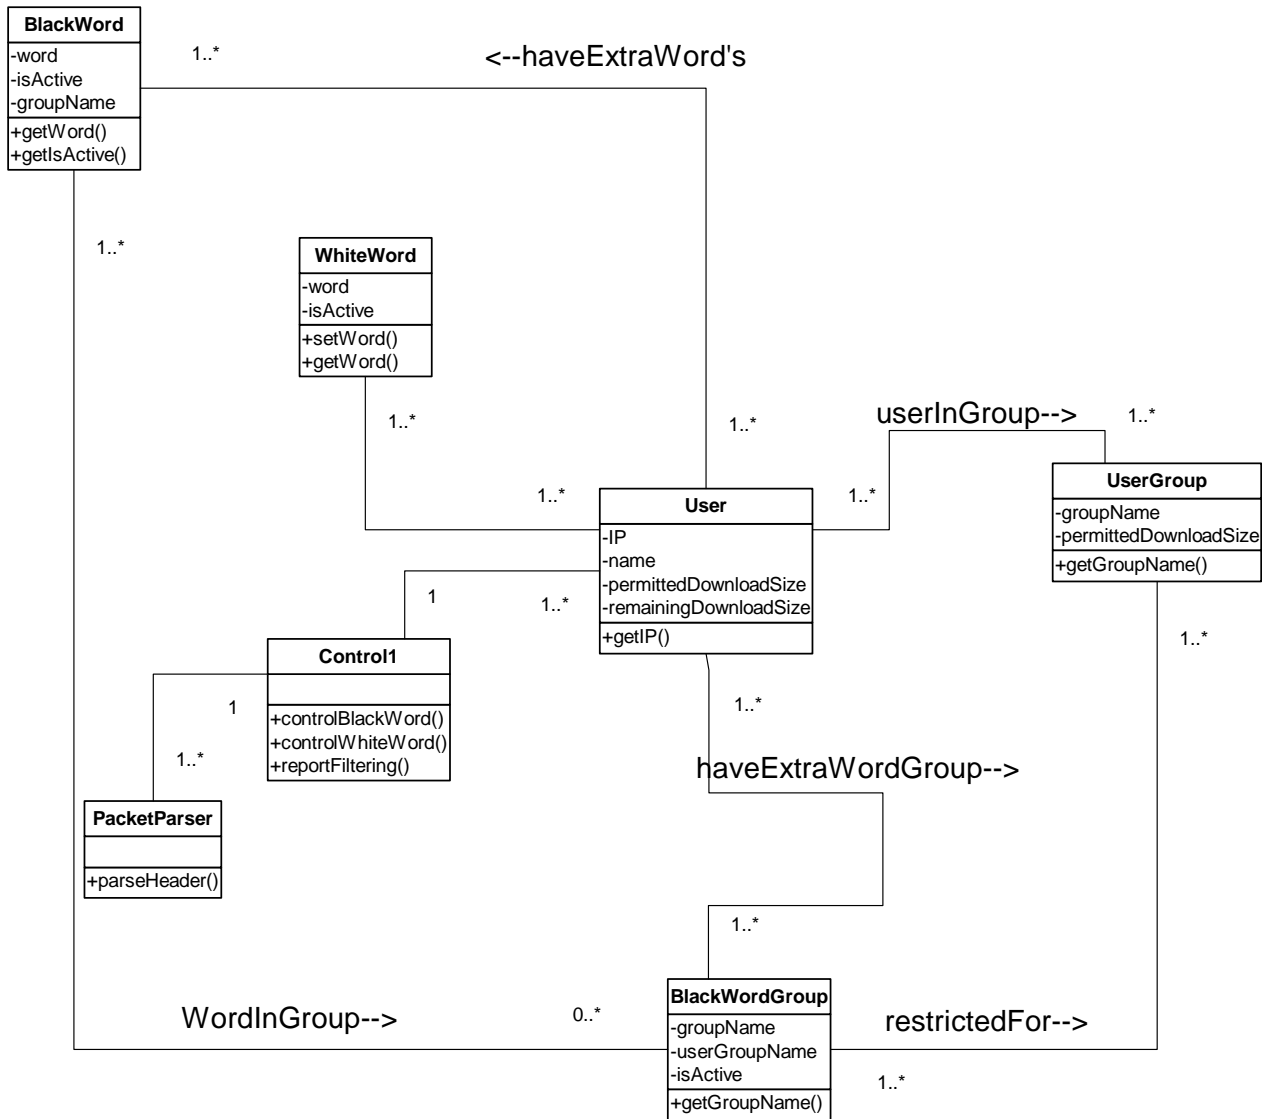 BlackWord
-word
-isActive
-groupName
+getWord()
+getIsActive()
1..*
<--haveExtraWord's
1..*
WhiteWord
-word
-isActive
+setWord()
+getWord()
1..*
1..*
userInGroup-->
1..*
1..*
1..*
User
-IP
-name
-permittedDownloadSize
-remainingDownloadSize
+getIP()
UserGroup
-groupName
-permittedDownloadSize
+getGroupName()
1
1..*
1..*
Control1
+controlBlackWord()
+controlWhiteWord()
+reportFiltering()
1
1..*
1..*
haveExtraWordGroup-->
PacketParser
+parseHeader()
1..*
WordInGroup-->
0..*
BlackWordGroup
-groupName
-userGroupName
-isActive
+getGroupName()
restrictedFor-->
1..*